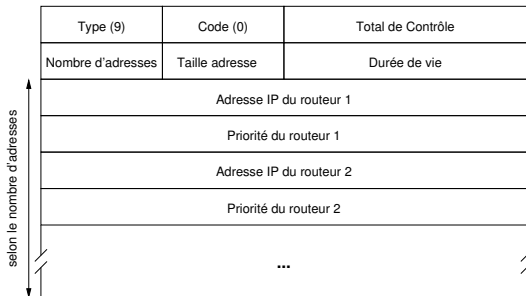 Type (9) Code (0) Total de Contrôle
Nombre d'adresses Taille adresse Durée de vie
Adresse IP du routeur 1
Priorité du routeur 1
Adresse IP du routeur 2
Priorité du routeur 2
...
selon le nombre d'adresses